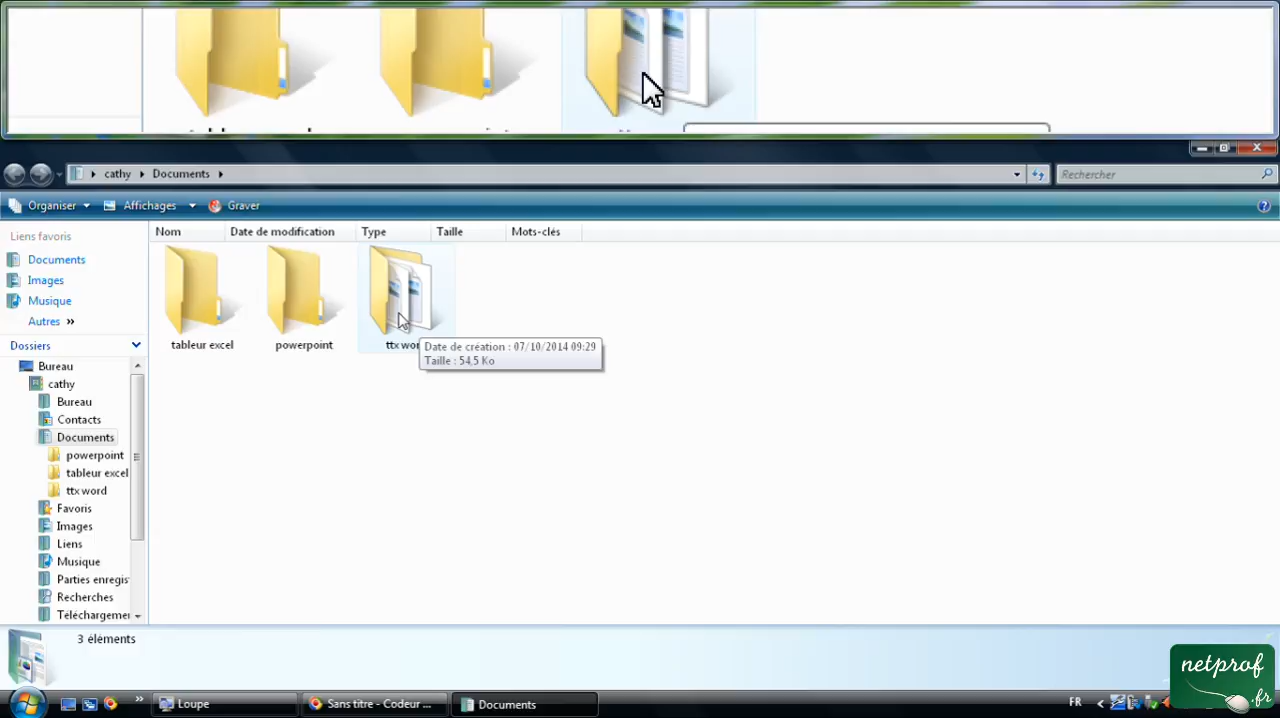 cathy Documents
Rechercher
Organiser Affichages Graver
Liens favoris
Documents
Images
Musique
Autres »
Dossiers
Bureau
cathy
Bureau
Contacts
Documents
powerpoint
tableur excel
ttx word
Favoris
Images
Liens
Musique
Parties enregis
Recherches
Téléchargemer
Nom Date de modification Type Taille Mots-clés
tableur excel powerpoint ttx wor
Date de création : 07/10/2014 09:29
Taille : 54,5 Ko
3 éléments
netprof
.fr
Loupe Sans titre - Codeur ... Documents FR